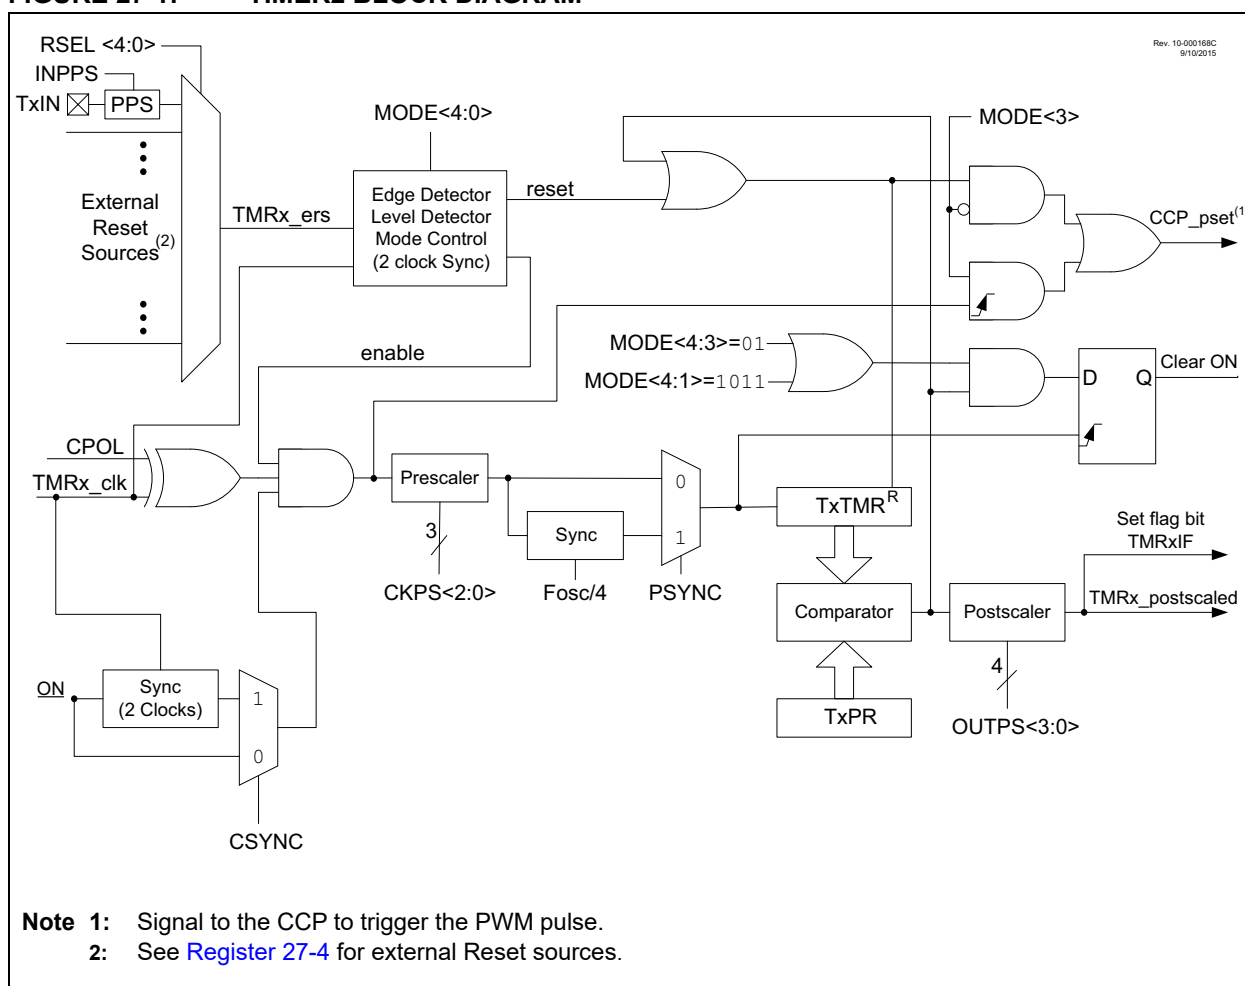 FIGURE 27-1: TIMER2 BLOCK DIAGRAM
Rev. 10-000168C
9/10/2015
RSEL <4:0>
INPPS
TxIN
PPS
MODE<4:0>
MODE<3>
External
Reset
Sources(2)
TMRx_ers
Edge Detector
Level Detector
Mode Control
(2 clock Sync)
reset
CCP_pset(1
enable
MODE<4:3>=01
MODE<4:1>=1011
D
Q
Clear ON
CPOL
TMRx_clk
Prescaler
0
1
Sync
3
CKPS<2:0>
Fosc/4
PSYNC
TxTMR
R
Set flag bit
TMRxIF
Comparator
Postscaler
TMRx_postscaled
4
OUTPS<3:0>
TxPR
ON
Sync
(2 Clocks)
1
0
CSYNC
Note 1: Signal to the CCP to trigger the PWM pulse.
2: See Register 27-4 for external Reset sources.